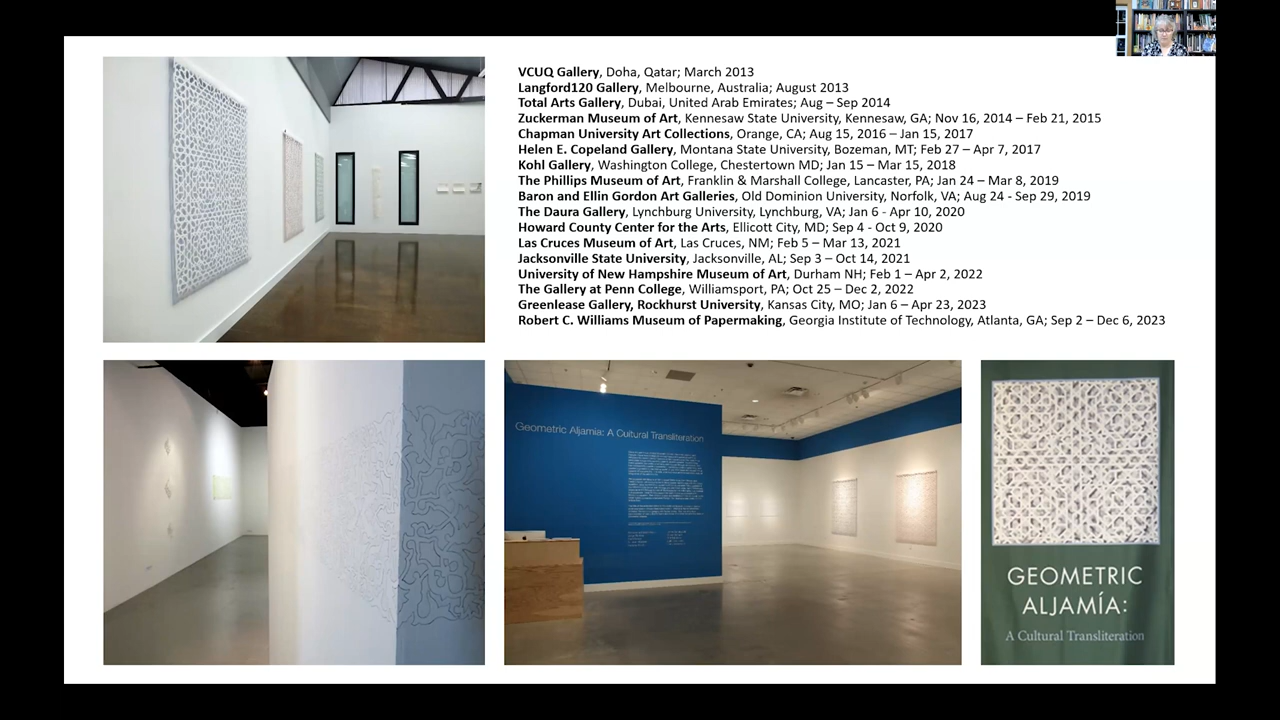 VCUQ Gallery, Doha, Qatar; March 2013
Langford120 Gallery, Melbourne, Australia; August 2013
Total Arts Gallery, Dubai, United Arab Emirates; Aug – Sep 2014
Zuckerman Museum of Art, Kennesaw State University, Kennesaw, GA; Nov 16, 2014 – Feb 21, 2015
Chapman University Art Collections, Orange, CA; Aug 15, 2016 – Jan 15, 2017
Helen E. Copeland Gallery, Montana State University, Bozeman, MT; Feb 27 – Apr 7, 2017
Kohl Gallery, Washington College, Chestertown MD; Jan 15 – Mar 15, 2018
The Phillips Museum of Art, Franklin & Marshall College, Lancaster, PA; Jan 24 – Mar 8, 2019
Baron and Ellin Gordon Art Galleries, Old Dominion University, Norfolk, VA; Aug 24 - Sep 29, 2019
The Daura Gallery, Lynchburg University, Lynchburg, VA; Jan 6 - Apr 10, 2020
Howard County Center for the Arts, Ellicott City, MD; Sep 4 - Oct 9, 2020
Las Cruces Museum of Art, Las Cruces, NM; Feb 5 – Mar 13, 2021
Jacksonville State University, Jacksonville, AL; Sep 3 – Oct 14, 2021
University of New Hampshire Museum of Art, Durham NH; Feb 1 – Apr 2, 2022
The Gallery at Penn College, Williamsport, PA; Oct 25 – Dec 2, 2022
Greenlease Gallery, Rockhurst University, Kansas City, MO; Jan 6 – Apr 23, 2023
Robert C. Williams Museum of Papermaking, Georgia Institute of Technology, Atlanta, GA; Sep 2 – Dec 6, 2023
Geometric Aljamia: A Cultural Transliteration
GEOMETRIC
ALJAMÍA:
A Cultural Transliteration